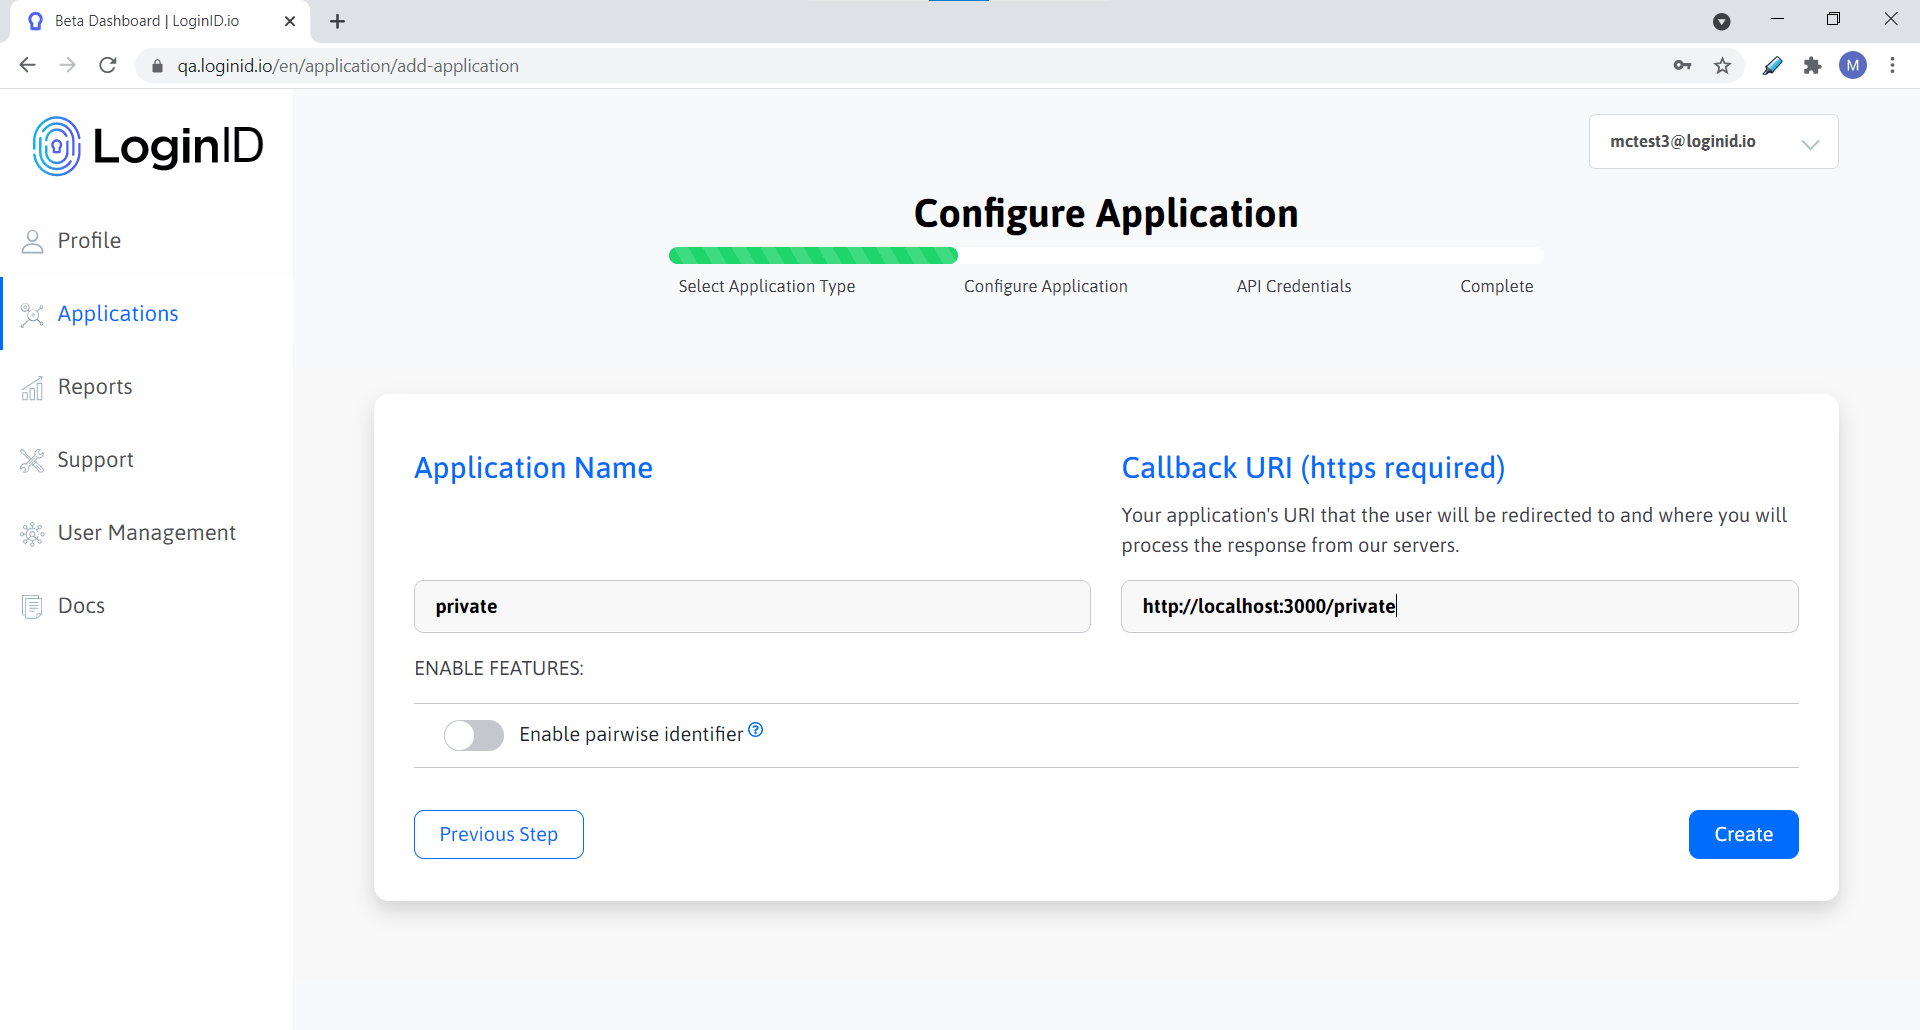 Beta Dashboard | LoginID.io
qa.loginid.io/en/application/add-application
M
LoginID
mctest3@loginid.io
Profile
Applications
Reports
Support
User Management
Docs
Configure Application
Select Application Type
Configure Application
API Credentials
Complete
Application Name
Callback URI (https required)
Your application's URI that the user will be redirected to and where you will
process the response from our servers.
private
http://localhost:3000/private
ENABLE FEATURES:
Enable pairwise identifier ?
Previous Step
Create